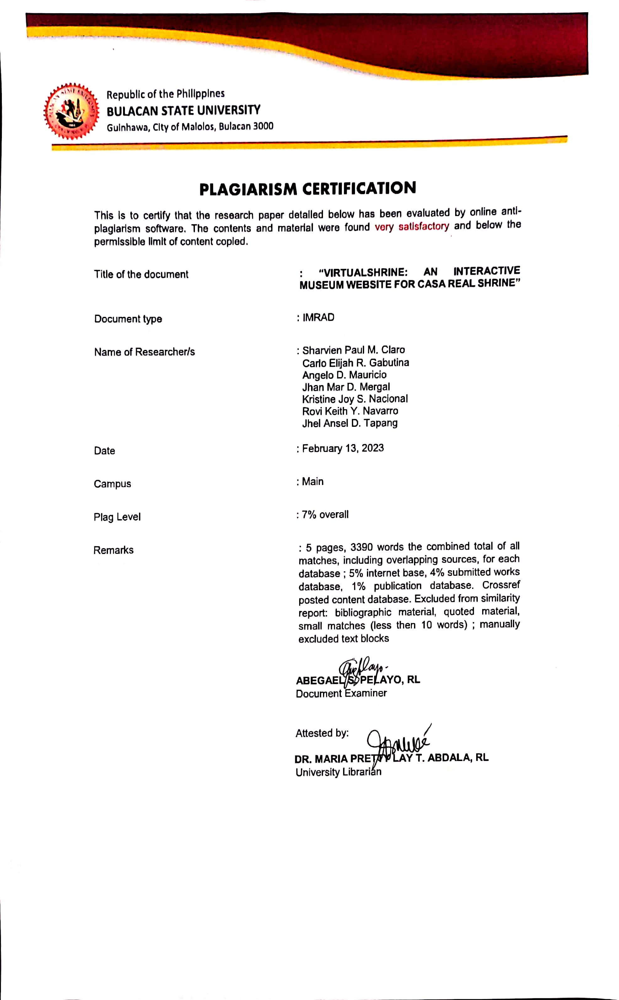 Republic of the Philippines
BULACAN STATE UNIVERSITY
Guinhawa, City of Malolos, Bulacan 3000
PLAGIARISM CERTIFICATION
This is to certify that the research paper detailed below has been evaluated by online anti-
plagiarism software. The contents and material were found very satisfactory and below the
permissible limit of content copied.
Title of the document : “VIRTUALSHRINE: AN INTERACTIVE
MUSEUM WEBSITE FOR CASA REAL SHRINE”
Document type : IMRAD
Name of Researcher/s : Sharvien Paul M. Claro
Carlo Elijah R. Gabutina
Angelo D. Mauricio
Jhan Mar D. Mergal
Kristine Joy S. Nacional
Rovi Keith Y. Navarro
Jhel Ansel D. Tapang
Date : February 13, 2023
Campus : Main
Plag Level : 7% overall
Remarks : 5 pages, 3390 words the combined total of all
matches, including overlapping sources, for each
database ; 5% internet base, 4% submitted works
database, 1% publication database. Crossref
posted content database. Excluded from similarity
report: bibliographic material, quoted material,
small matches (less then 10 words) ; manually
excluded text blocks
ABEGAEL S. PELAYO, RL
Document Examiner
Attested by:
DR. MARIA PRETTY LAY T. ABDALA, RL
University Librarian